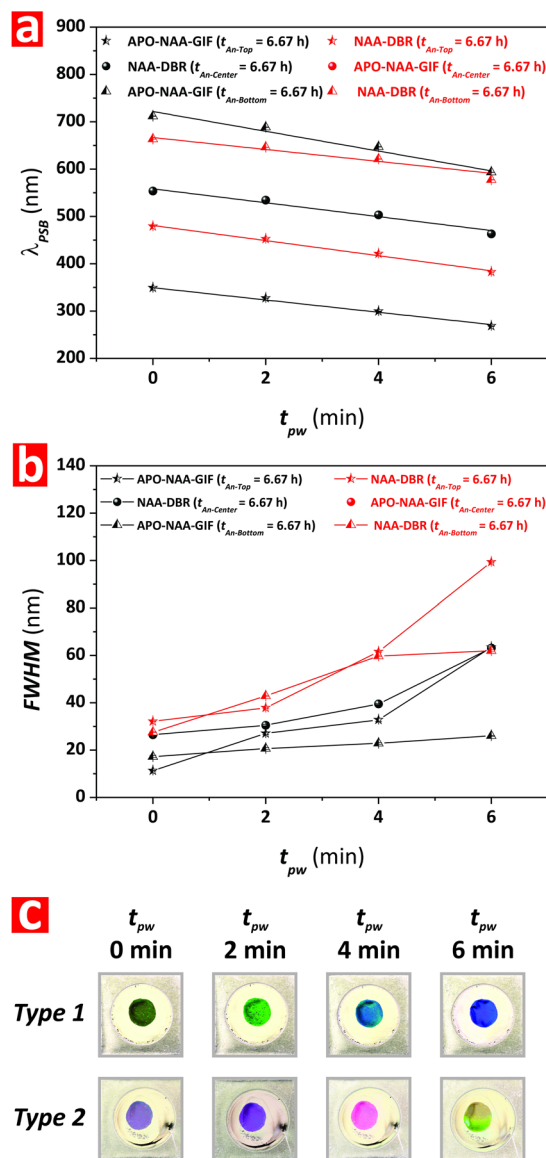 a
APO-NAA-GIF (tAn-Top = 6.67 h)
NAA-DBR (tAn-Top = 6.67 h)
NAA-DBR (tAn-Center = 6.67 h)
APO-NAA-GIF (tAn-Center = 6.67 h)
APO-NAA-GIF (tAn-Bottom = 6.67 h)
NAA-DBR (tAn-Bottom = 6.67 h)
900
800
700
600
500
400
300
200
λPSB (nm)
0 2 4 6
tpw (min)
b
APO-NAA-GIF (tAn-Top = 6.67 h)
NAA-DBR (tAn-Top = 6.67 h)
NAA-DBR (tAn-Center = 6.67 h)
APO-NAA-GIF (tAn-Center = 6.67 h)
APO-NAA-GIF (tAn-Bottom = 6.67 h)
NAA-DBR (tAn-Bottom = 6.67 h)
140
120
100
80
60
40
20
0
FWHM (nm)
0 2 4 6
tpw (min)
c
tpw tpw tpw tpw
0 min 2 min 4 min 6 min
Type 1
Type 2